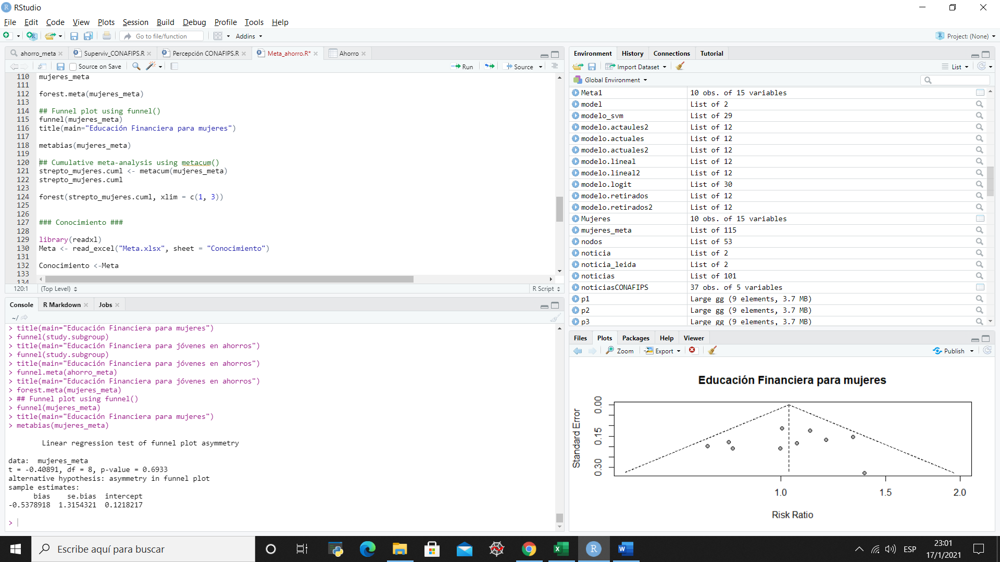 RStudio
File Edit Code View Plots Session Build Debug Profile Tools Help
Go to file/function Addins Project: (None)
ahorro_meta Superviv_CONAFIPS.R Percepción CONAFIPS.R Meta_ahorro.R* Ahorro
Source on Save Run Source
110 mujeres_meta
111
112 forest.meta(mujeres_meta)
113
114 ## Funnel plot using funnel()
115 funnel(mujeres_meta)
116 title(main="Educación Financiera para mujeres")
117
118 metabias(mujeres_meta)
119
120 ## Cumulative meta-analysis using metacum()
121 strepto_mujeres.cuml <- metacum(mujeres_meta)
122 strepto_mujeres.cuml
123
124 forest(strepto_mujeres.cuml, xlim = c(1, 3))
125
126
127 ### Conocimiento ###
128
129 library(readxl)
130 Meta <- read_excel("Meta.xlsx", sheet = "Conocimiento")
131
132 Conocimiento <-Meta
133
134
120:1 (Top Level) R Script
Console R Markdown Jobs
~/
> title(main="Educación Financiera para mujeres")
> funnel(study.subgroup)
> title(main="Educación Financiera para jóvenes en ahorros")
> funnel(study.subgroup)
> title(main="Educación Financiera para jóvenes en ahorros")
> funnel.meta(ahorro_meta)
> title(main="Educación Financiera para jóvenes en ahorros")
> forest.meta(mujeres_meta)
> ## Funnel plot using funnel()
> funnel(mujeres_meta)
> title(main="Educación Financiera para mujeres")
> metabias(mujeres_meta)
Linear regression test of funnel plot asymmetry
data: mujeres_meta
t = -0.40891, df = 8, p-value = 0.6933
alternative hypothesis: asymmetry in funnel plot
sample estimates:
bias se.bias intercept
-0.5378918 1.3154321 0.1218217
>
Environment History Connections Tutorial
Import Dataset List
Global Environment
Meta1 10 obs. of 15 variables
model List of 2
modelo_svm List of 29
modelo.actaules2 List of 12
modelo.actuales List of 12
modelo.actuales2 List of 12
modelo.lineal List of 12
modelo.lineal2 List of 12
modelo.logit List of 30
modelo.retirados List of 12
modelo.retirados2 List of 12
Mujeres 10 obs. of 15 variables
mujeres_meta List of 115
nodos List of 53
noticia List of 2
noticia_leida List of 2
noticias List of 101
noticiasCONAFIPS 37 obs. of 5 variables
p1 Large gg (9 elements, 3.7 MB)
p2 Large gg (9 elements, 3.7 MB)
p3 Large gg (9 elements, 3.7 MB)
Files Plots Packages Help Viewer
Zoom Export Publish
Educación Financiera para mujeres
Standard Error
0.00
0.15
0.30
1.0 1.5 2.0
Risk Ratio
Escribe aquí para buscar
ESP
23:01
17/1/2021